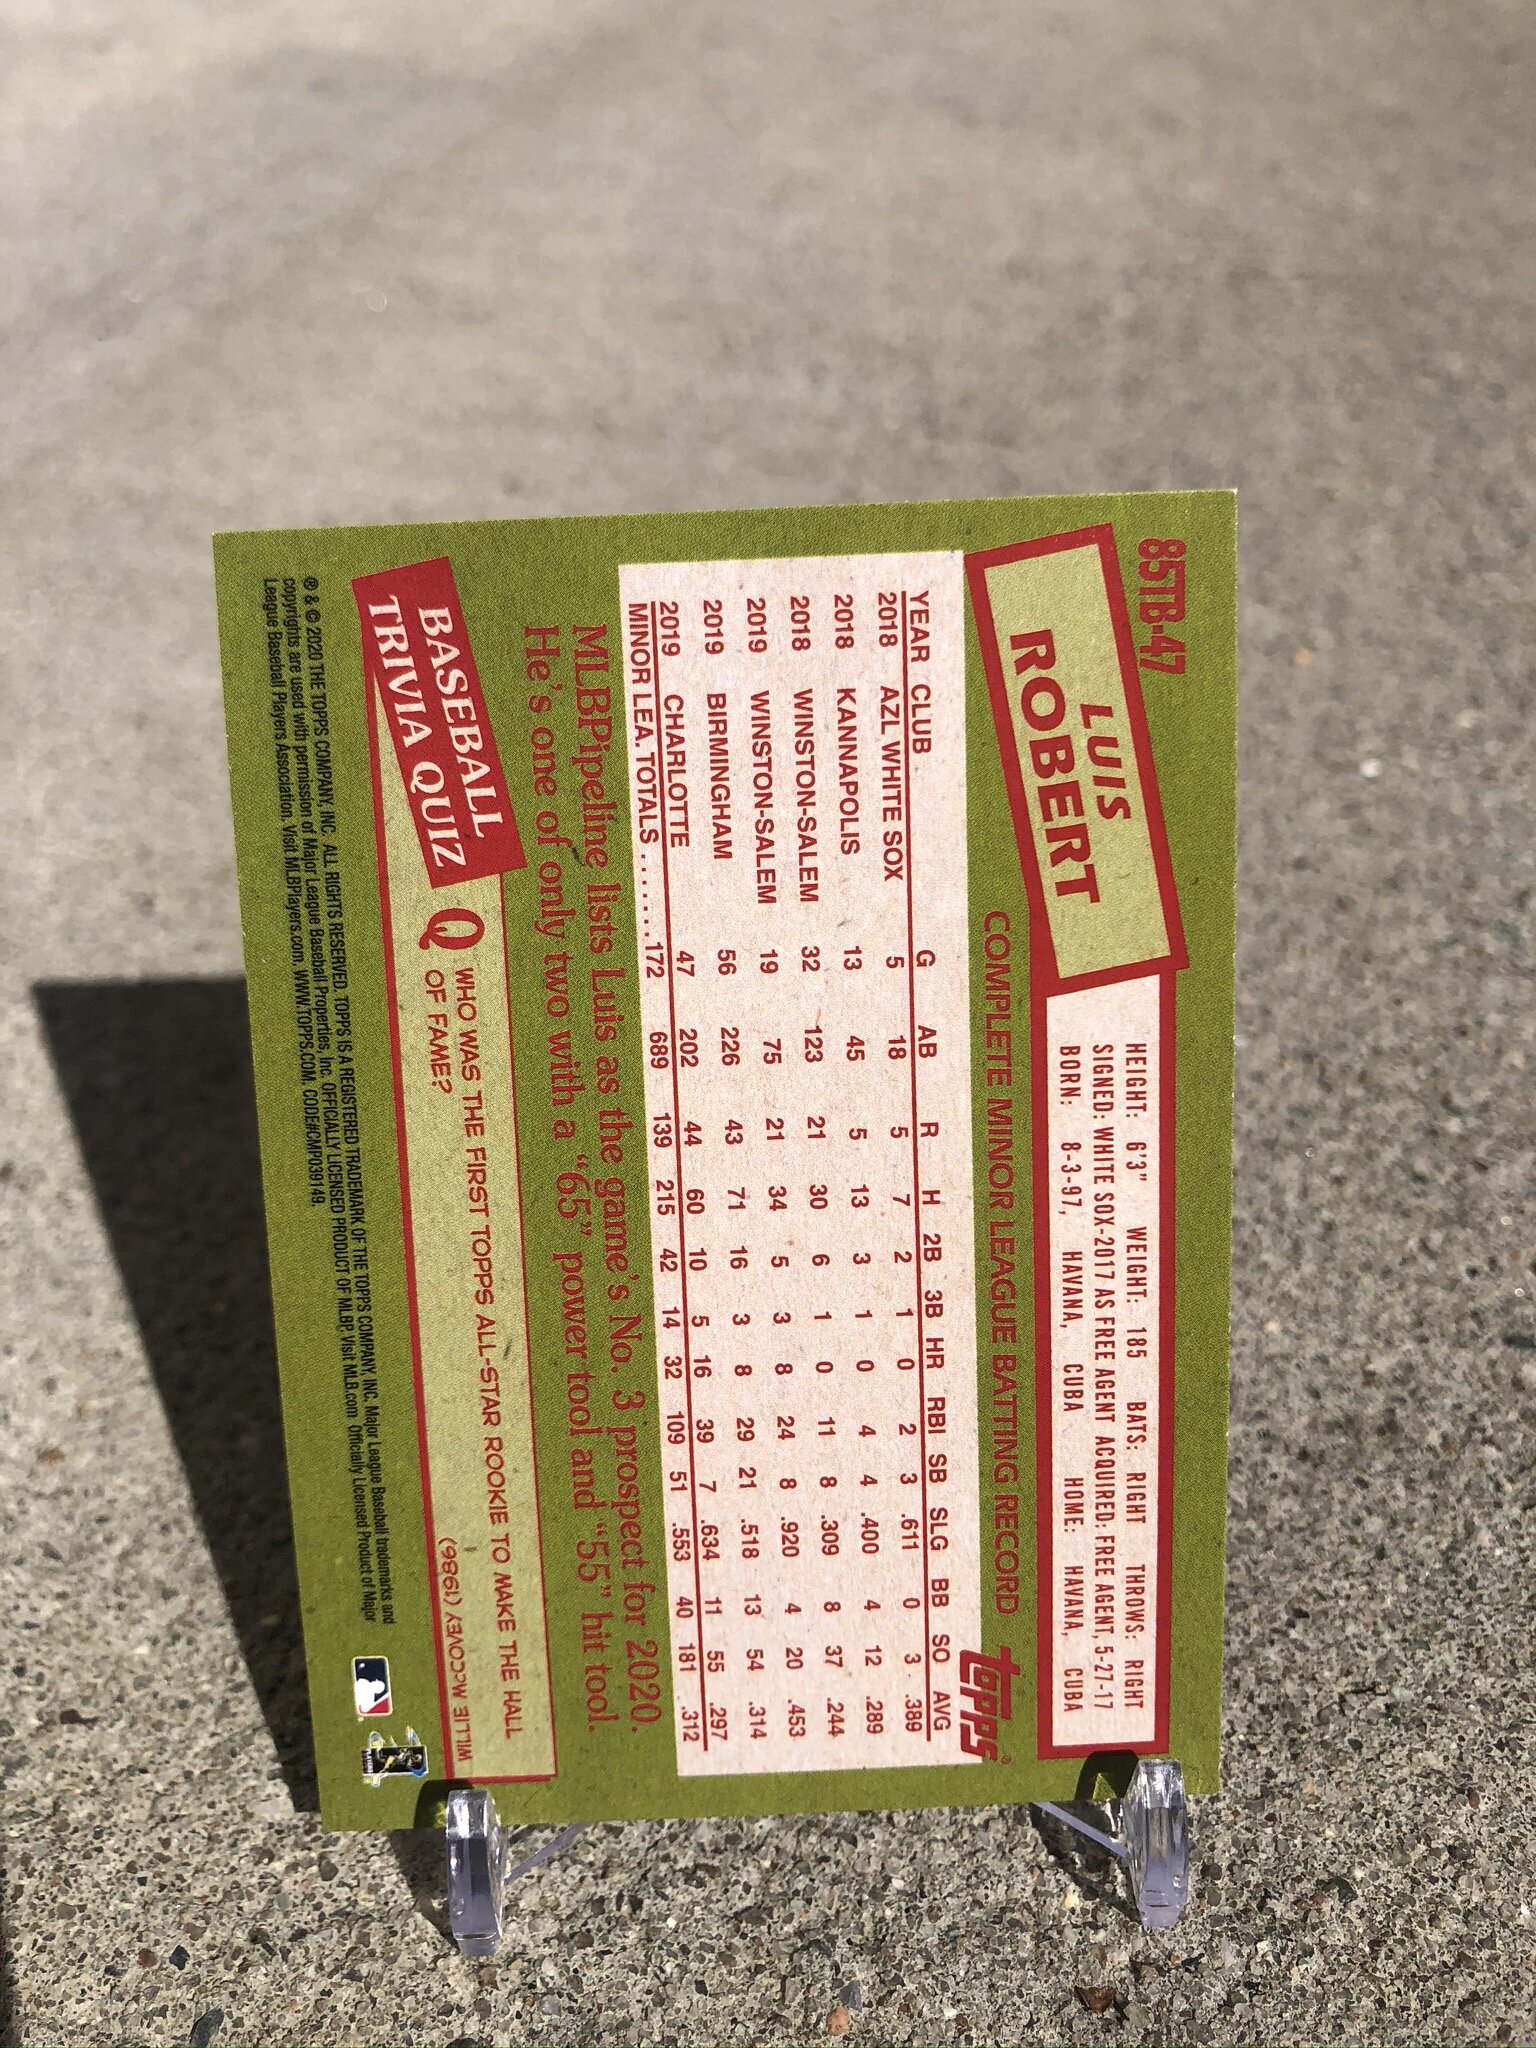 85TB-47
LUIS
ROBERT
HEIGHT: 6'3" WEIGHT: 185 BATS: RIGHT THROWS: RIGHT
SIGNED: WHITE SOX-2017 AS FREE AGENT ACQUIRED: FREE AGENT, 5-27-17
BORN: 8-3-97, HAVANA, CUBA HOME: HAVANA, CUBA
COMPLETE MINOR LEAGUE BATTING RECORD
Topps®
YEAR CLUB G AB R H 2B 3B HR RBI SB SLG BB SO AVG
2018 AZL WHITE SOX 5 18 5 7 2 1 0 2 3 .611 0 3 .389
2018 KANNAPOLIS 13 45 5 13 3 1 0 4 4 .400 4 12 .289
2018 WINSTON-SALEM 32 123 21 30 6 1 0 11 8 .309 8 37 .244
2019 WINSTON-SALEM 19 75 21 34 5 3 8 24 8 .920 4 20 .453
2019 BIRMINGHAM 56 226 43 71 16 3 8 29 21 .518 13 54 .314
2019 CHARLOTTE 47 202 44 60 10 5 16 39 7 .634 11 55 .297
MINOR LEA. TOTALS ....... 172 689 139 215 42 14 32 109 51 .553 40 181 .312
MLBPipeline lists Luis as the game's No. 3 prospect for 2020.
He's one of only two with a "65" power tool and "55" hit tool.
BASEBALL
TRIVIA QUIZ
Q WHO WAS THE FIRST TOPPS ALL-STAR ROOKIE TO MAKE THE HALL
OF FAME?
WILLIE McCOVEY (1986)
® & © 2020 THE TOPPS COMPANY, INC. ALL RIGHTS RESERVED. TOPPS IS A REGISTERED TRADEMARK OF THE TOPPS COMPANY, INC. Major League Baseball trademarks and
copyrights are used with permission of Major League Baseball Properties, Inc. OFFICIALLY LICENSED PRODUCT OF MLBP. Visit MLB.com Officially Licensed Product of Major
League Baseball Players Association. Visit MLBPlayers.com. WWW.TOPPS.COM. CODE#CMP039149.